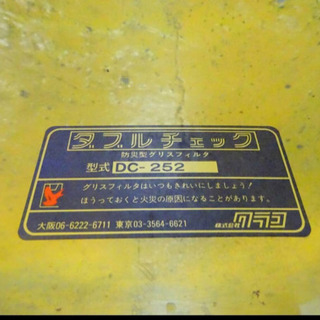 ダブルチェック
防災型グリスフィルタ
型式 DC-252
グリスフィルタはいつもきれいにしましょう!
ほうっておくと火災の原因になることがあります。
大阪06-6222-6711 東京03-3564-6621 株式会社 クラコ